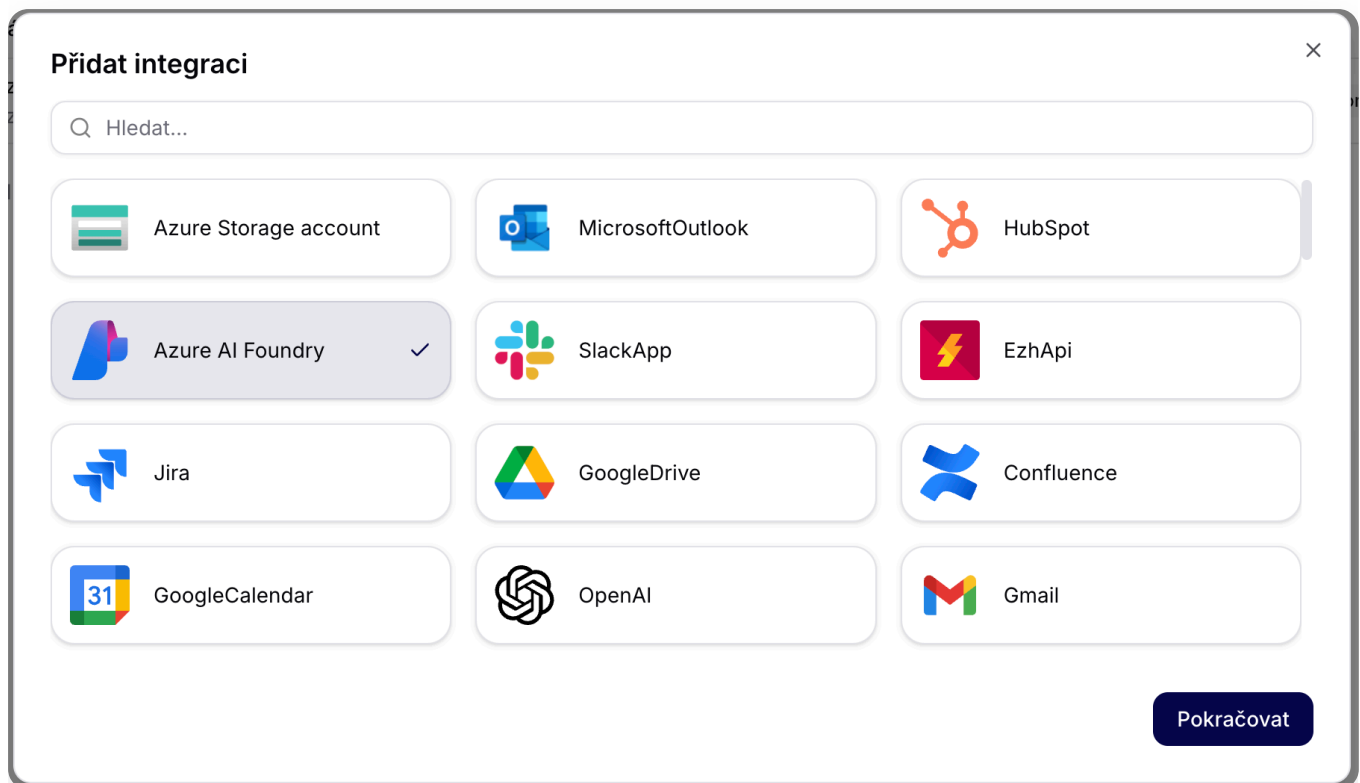 Přidat integraci
Hledat...
Azure Storage account
MicrosoftOutlook
HubSpot
Azure AI Foundry
SlackApp
EzhApi
Jira
GoogleDrive
Confluence
31
GoogleCalendar
OpenAI
Gmail
Pokračovat